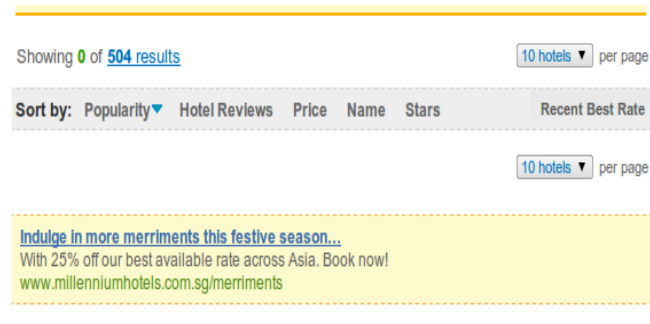 Showing 0 of 504 results 10 hotels ▼ per page
Sort by: Popularity▼ Hotel Reviews Price Name Stars Recent Best Rate
10 hotels ▼ per page
Indulge in more merriments this festive season...
With 25% off our best available rate across Asia. Book now!
www.millenniumhotels.com.sg/merriments